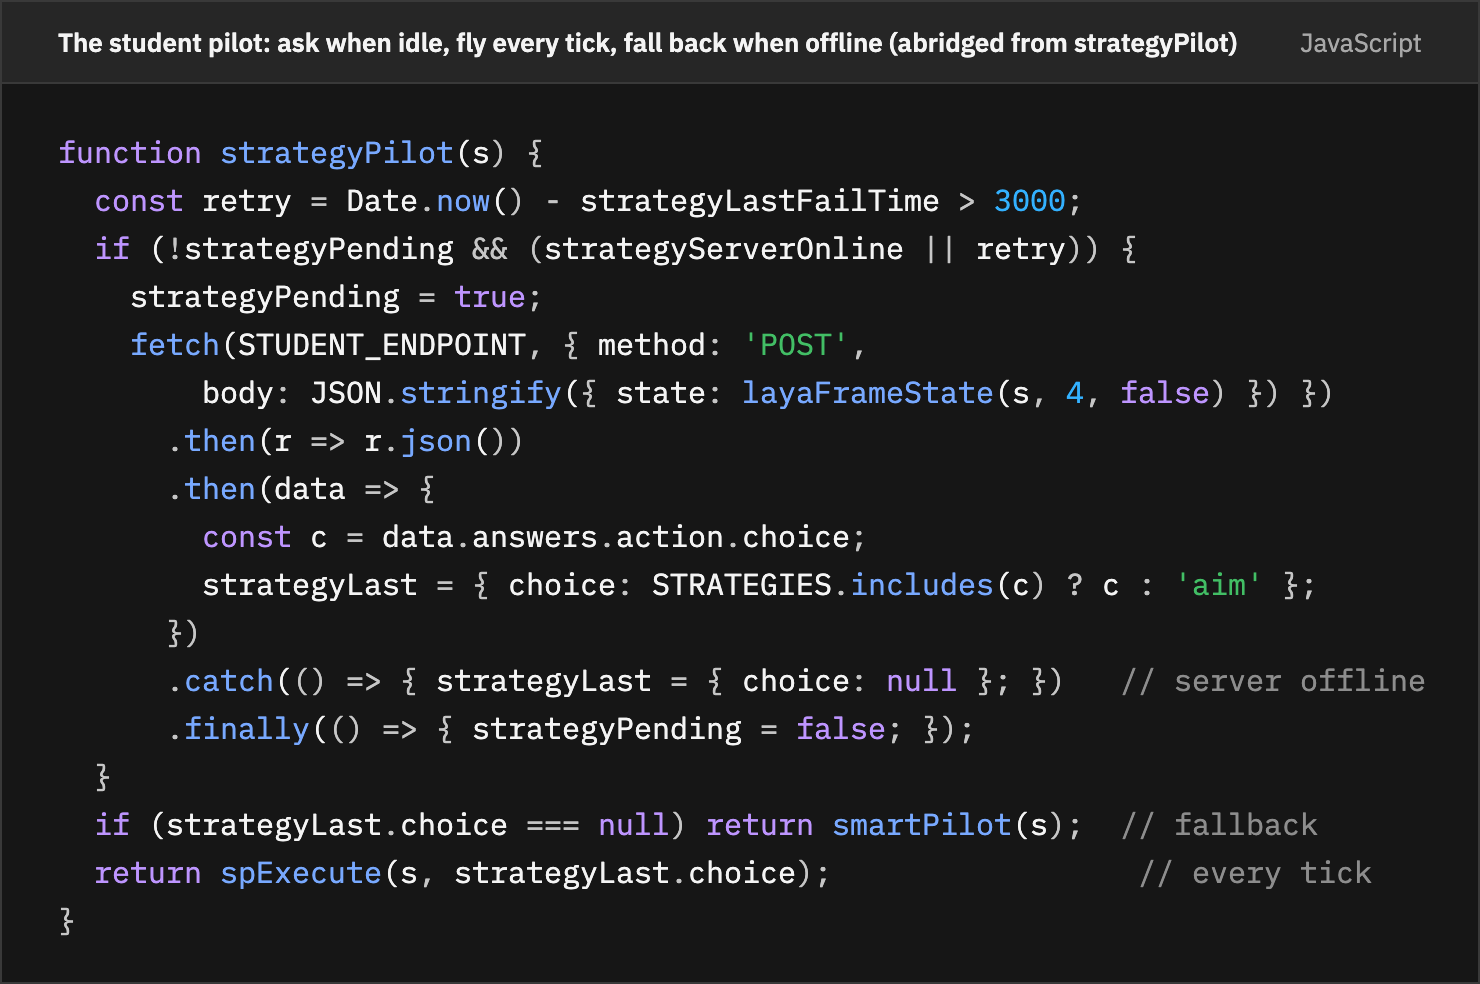 The student pilot: ask when idle, fly every tick, fall back when offline (abridged from strategyPilot) JavaScript
function strategyPilot(s) {
  const retry = Date.now() - strategyLastFailTime > 3000;
  if (!strategyPending && (strategyServerOnline || retry)) {
    strategyPending = true;
    fetch(STUDENT_ENDPOINT, { method: 'POST',
        body: JSON.stringify({ state: layaFrameState(s, 4, false) }) })
      .then(r => r.json())
      .then(data => {
        const c = data.answers.action.choice;
        strategyLast = { choice: STRATEGIES.includes(c) ? c : 'aim' };
      })
      .catch(() => { strategyLast = { choice: null }; })   // server offline
      .finally(() => { strategyPending = false; });
  }
  if (strategyLast.choice === null) return smartPilot(s);  // fallback
  return spExecute(s, strategyLast.choice);                 // every tick
}